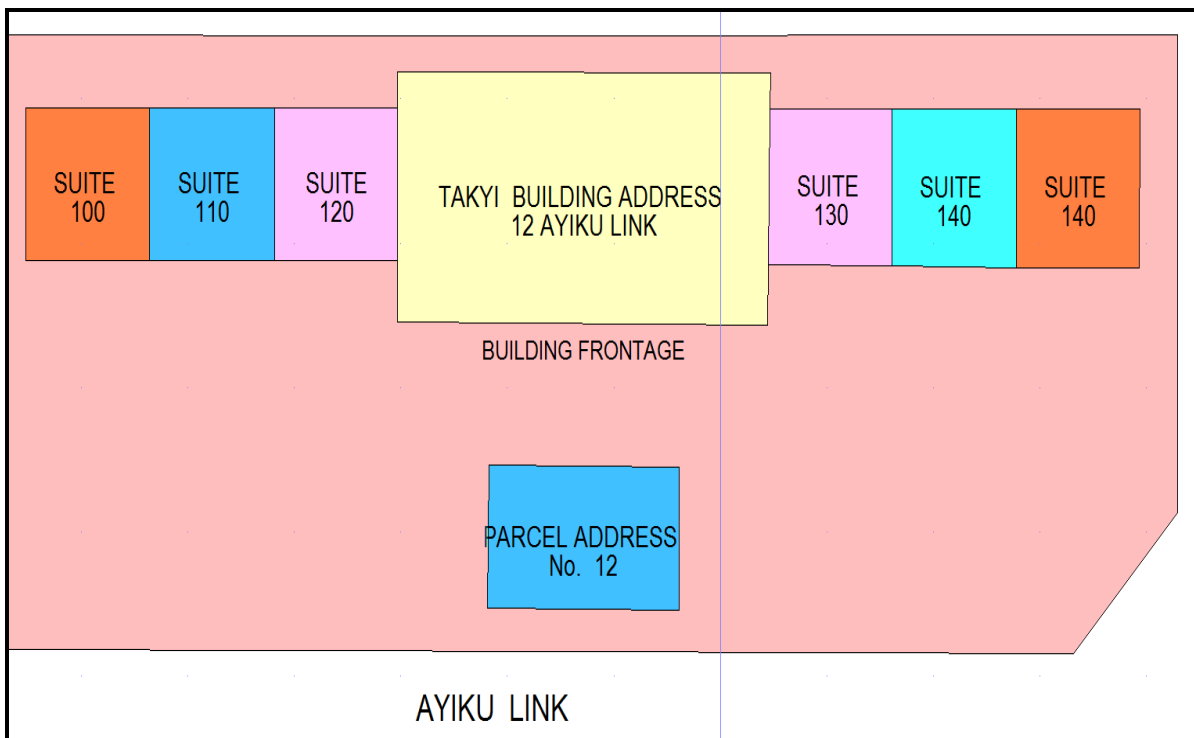 SUITE
100
SUITE
110
SUITE
120
TAKYI BUILDING ADDRESS
12 AYIKU LINK
SUITE
130
SUITE
140
SUITE
140
BUILDING FRONTAGE
PARCEL ADDRESS
No. 12
AYIKU LINK